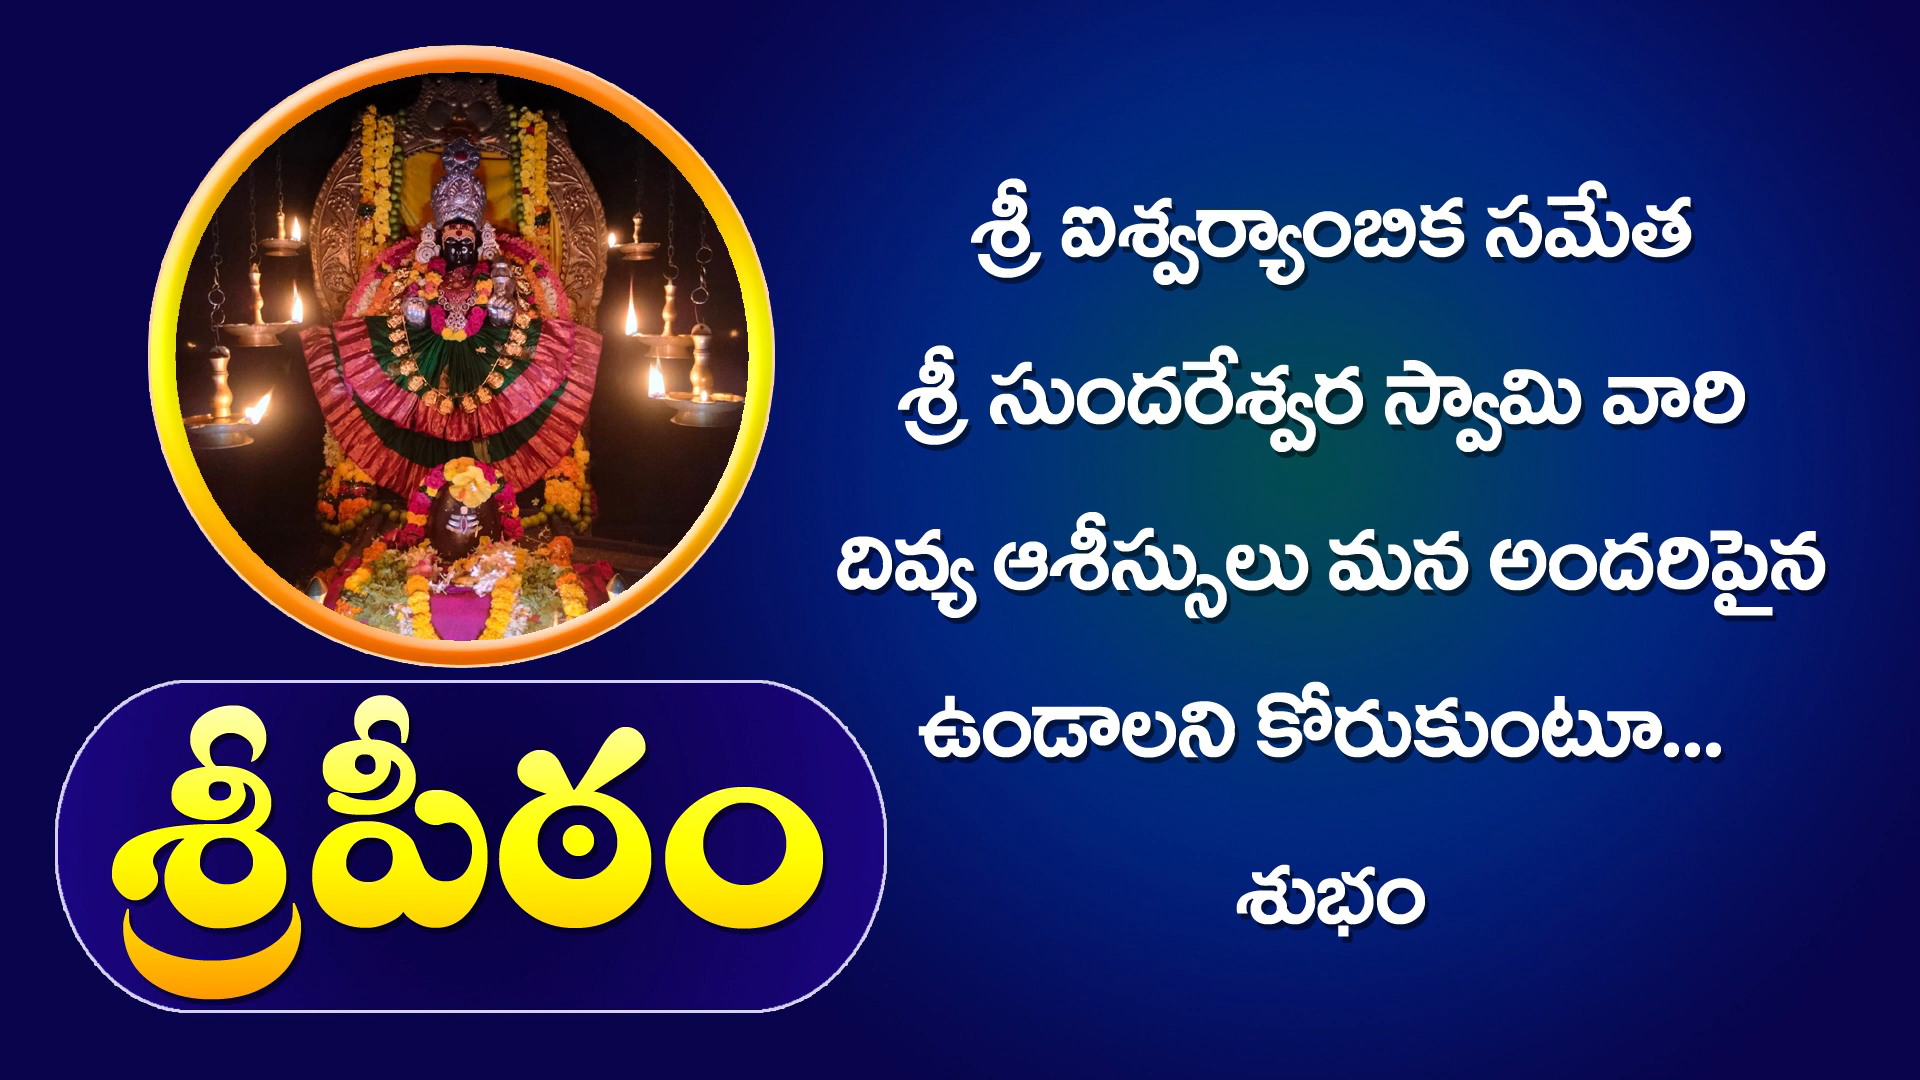 శ్రీ ఐశ్వర్యాంబిక సమేత
శ్రీ సుందరేశ్వర స్వామి వారి
దివ్య ఆశీస్సులు మన అందరిపైన
ఉండాలని కోరుకుంటూ...
శుభం
శ్రీపీఠం